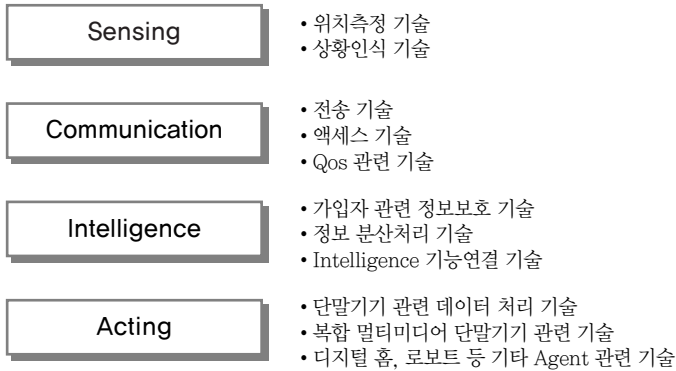 Sensing
• 위치측정 기술
• 상황인식 기술
Communication
• 전송 기술
• 액세스 기술
• Qos 관련 기술
Intelligence
• 가입자 관련 정보보호 기술
• 정보 분산처리 기술
• Intelligence 기능연결 기술
Acting
• 단말기기 관련 데이터 처리 기술
• 복합 멀티미디어 단말기기 관련 기술
• 디지털 홈, 로보트 등 기타 Agent 관련 기술